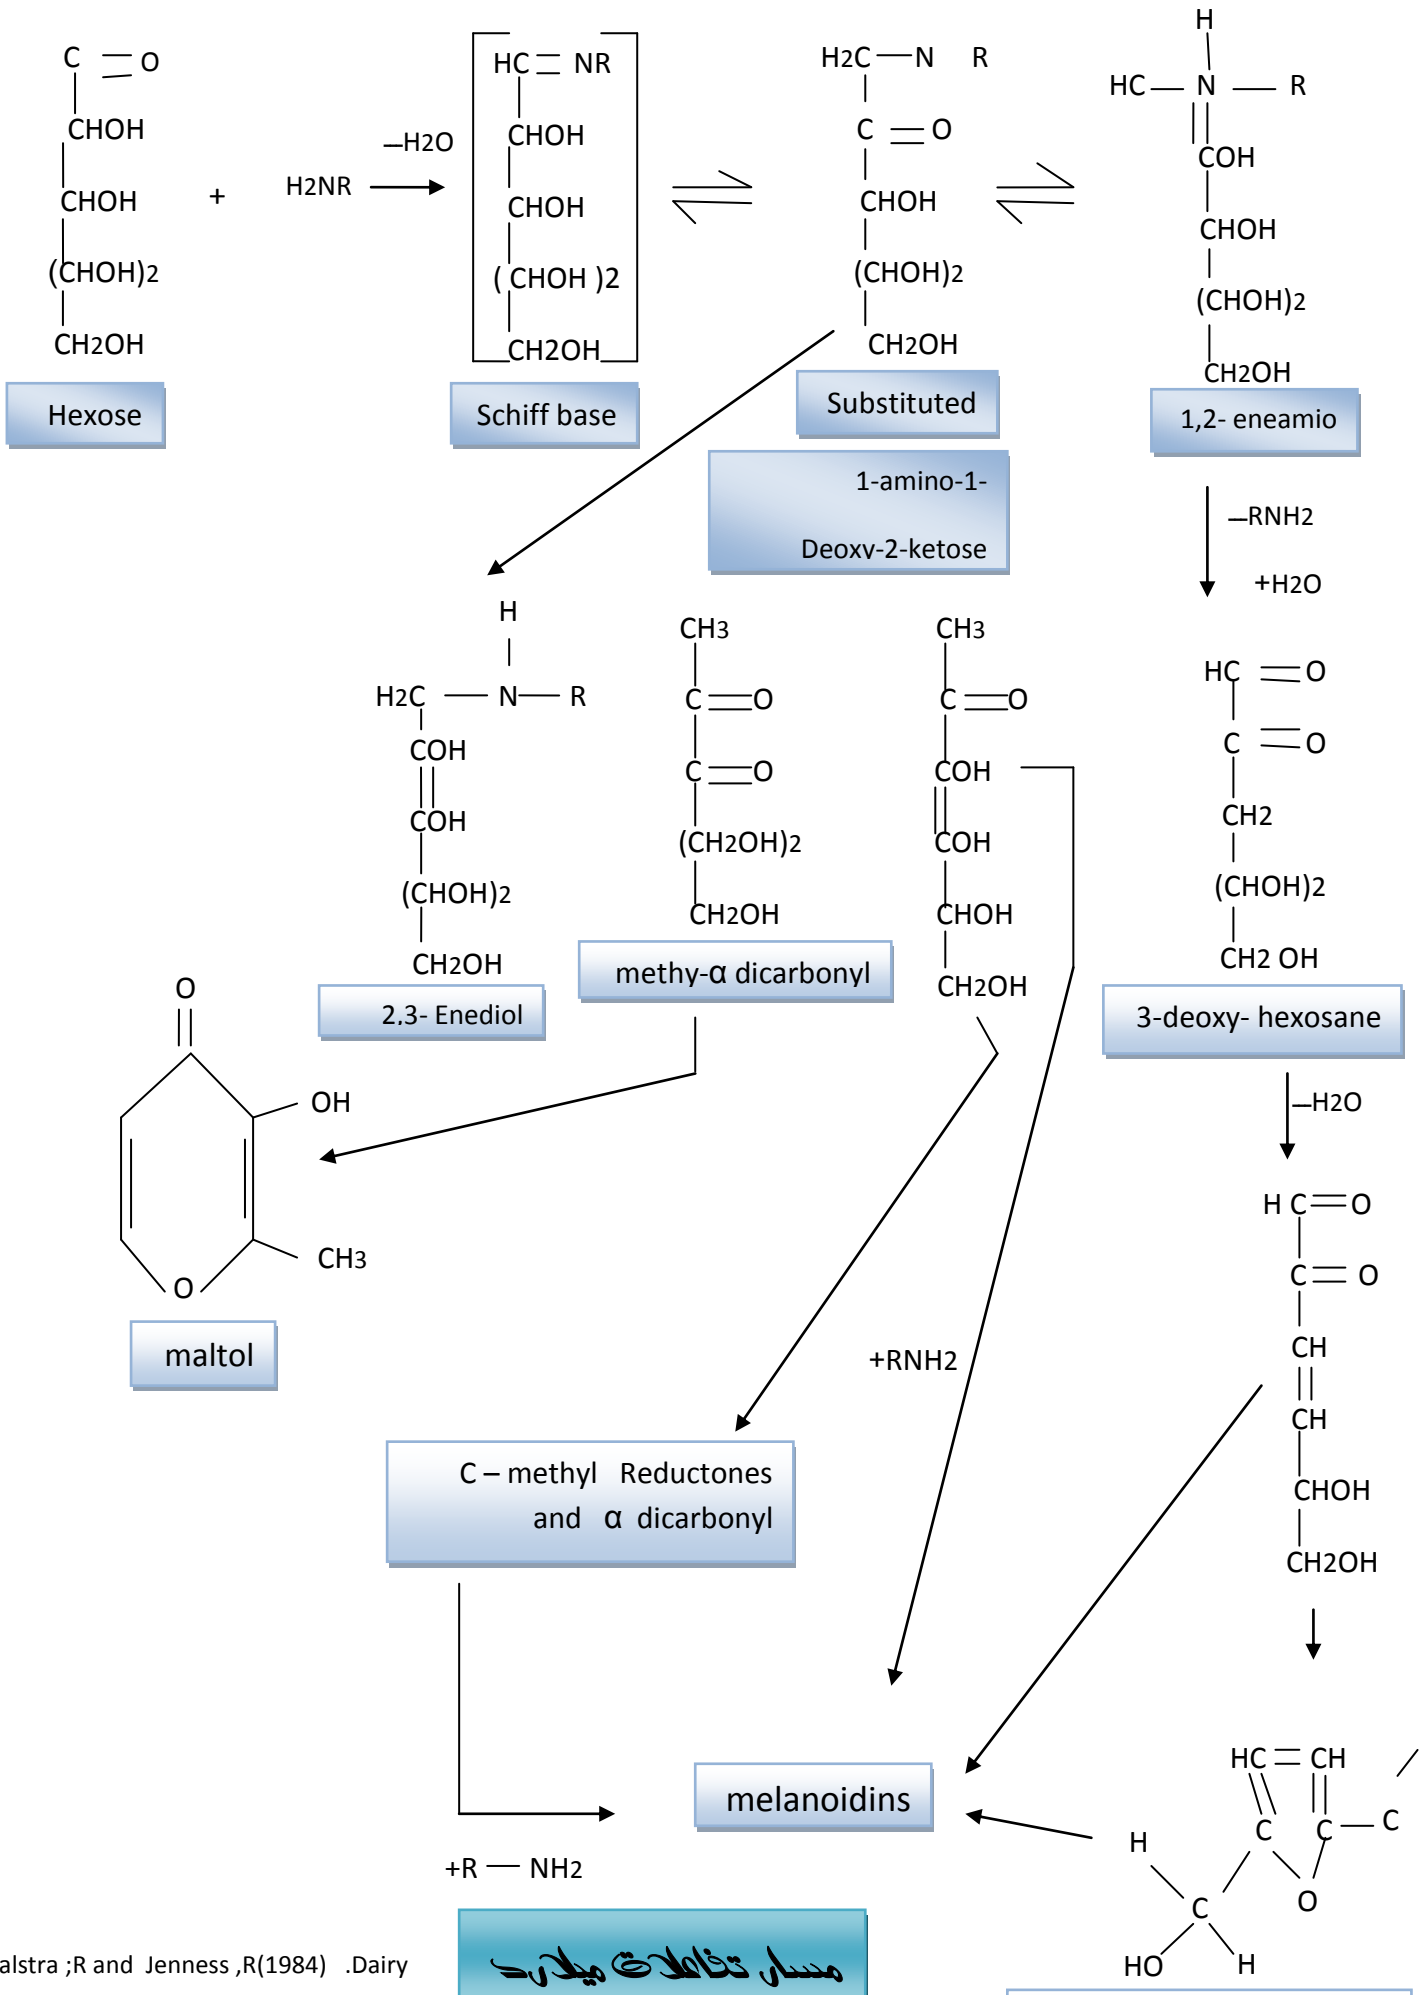 C = O
CHOH
CHOH
(CHOH)2
CH2OH
Hexose
+
H2NR
—H2O
HC = NR
CHOH
CHOH
( CHOH )2
CH2OH
Schiff base
H2C — N R
C = O
CHOH
(CHOH)2
CH2OH
Substituted
1-amino-1-
Deoxy-2-ketose
H
HC — N — R
COH
CHOH
(CHOH)2
CH2OH
1,2- eneamio
—RNH2
+H2O
H
H2C — N — R
COH
COH
(CHOH)2
CH2OH
2,3- Enediol
CH3
C = O
C = O
(CH2OH)2
CH2OH
methy-α dicarbonyl
CH3
C = O
COH
COH
CHOH
CH2OH
HC = O
C = O
CH2
(CHOH)2
CH2 OH
3-deoxy- hexosane
—H2O
O
OH
CH3
O
maltol
H C = O
C = O
CH
CH
CHOH
CH2OH
+RNH2
C – methyl Reductones
and α dicarbonyl
melanoidins
+R — NH2
HC = CH
C C — C
O
H
C
HO H
alstra ;R and Jenness ,R(1984) .Dairy